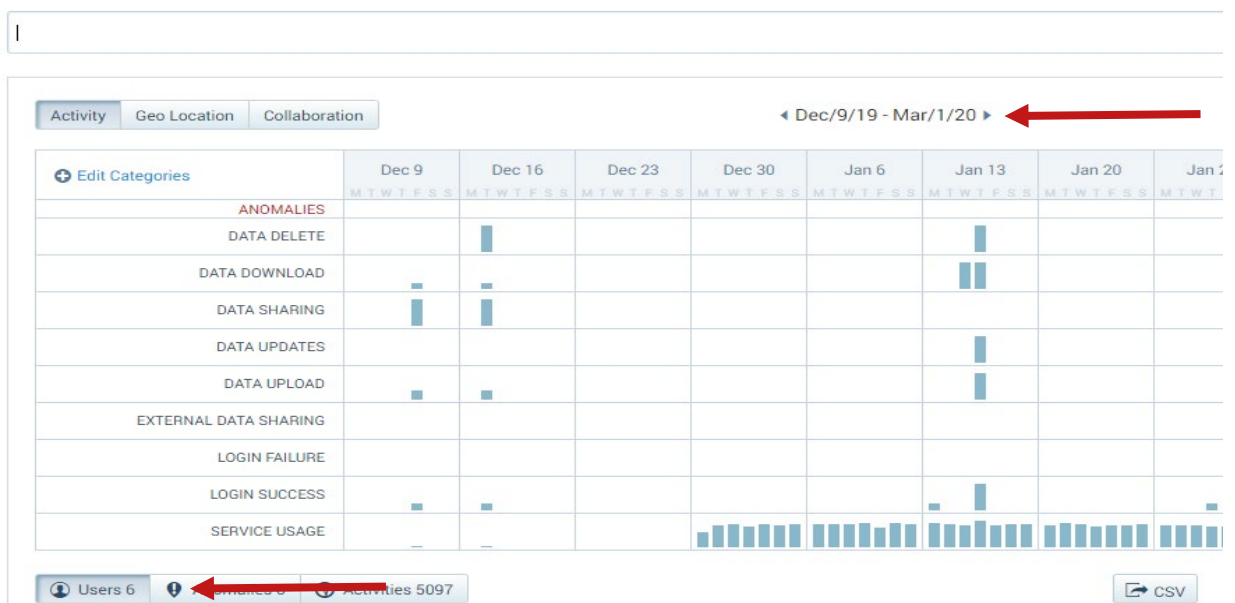 Activity Geo Location Collaboration Dec/9/19 - Mar/1/20
Edit Categories Dec 9 Dec 16 Dec 23 Dec 30 Jan 6 Jan 13 Jan 20 Jan
M T W T F S S M T W T F S S M T W T F S S M T W T F S S M T W T F S S M T W T F S S M T W T F S S M T W T
ANOMALIES
DATA DELETE
DATA DOWNLOAD
DATA SHARING
DATA UPDATES
DATA UPLOAD
EXTERNAL DATA SHARING
LOGIN FAILURE
LOGIN SUCCESS
SERVICE USAGE
Users 6 Activities 5097 CSV